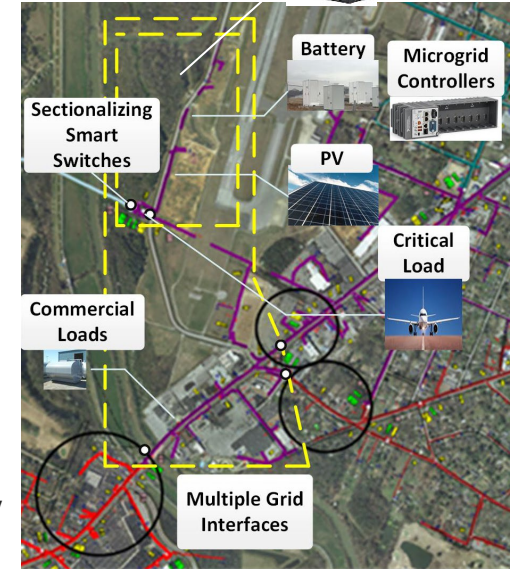 Battery
Microgrid
Controllers
Sectionalizing
Smart
Switches
PV
Critical
Load
Commercial
Loads
Multiple Grid
Interfaces